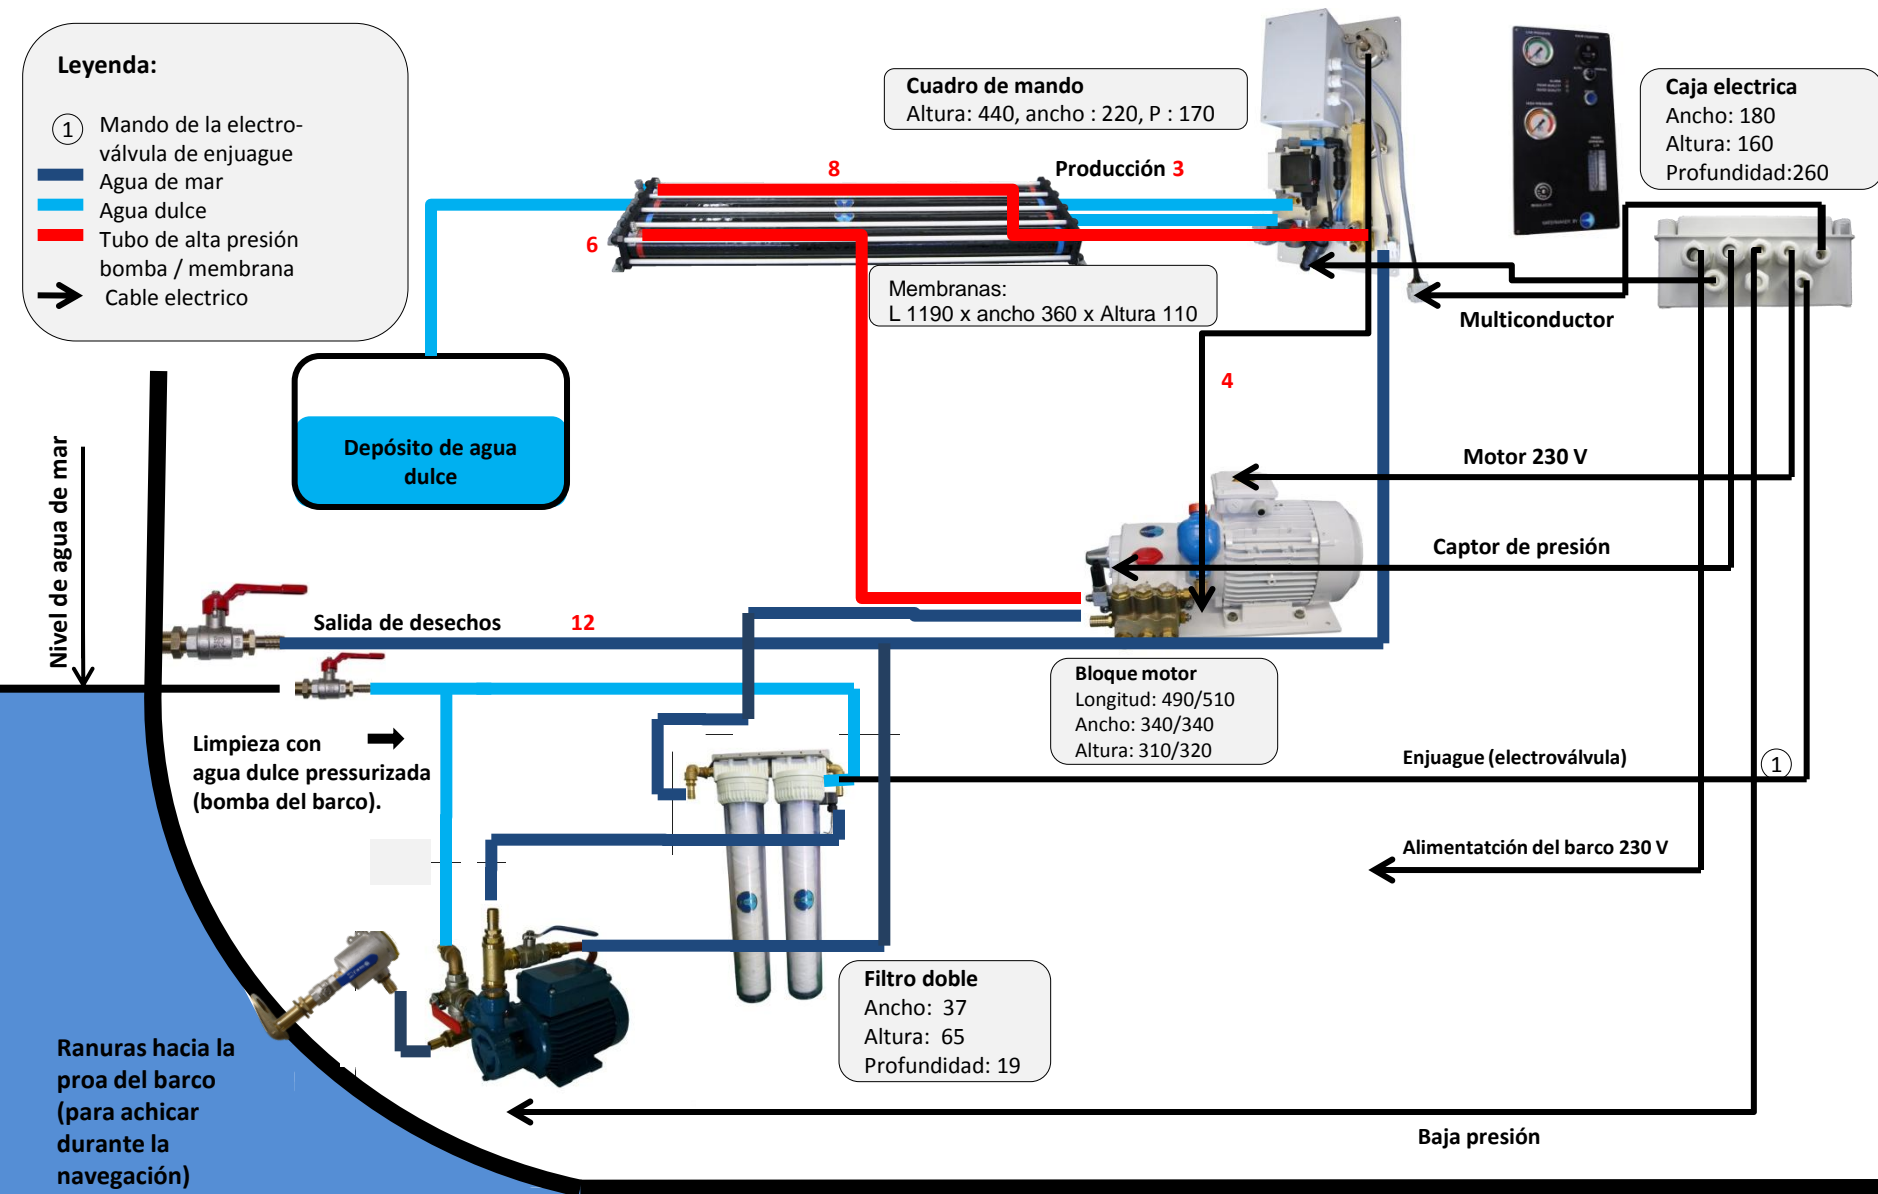 Leyenda:
1 Mando de la electro-
válvula de enjuague
Agua de mar
Agua dulce
Tubo de alta presión
bomba / membrana
Cable electrico
Cuadro de mando
Altura: 440, ancho : 220, P : 170
Caja electrica
Ancho: 180
Altura: 160
Profundidad:260
8
Producción 3
6
Membranas:
L 1190 x ancho 360 x Altura 110
Multiconductor
4
Depósito de agua
dulce
Nivel de agua de mar
Motor 230 V
Captor de presión
Salida de desechos 12
Bloque motor
Longitud: 490/510
Ancho: 340/340
Altura: 310/320
Limpieza con
agua dulce pressurizada
(bomba del barco).
Enjuague (electroválvula)
1
Alimentatción del barco 230 V
Filtro doble
Ancho: 37
Altura: 65
Profundidad: 19
Ranuras hacia la
proa del barco
(para achicar
durante la
navegación)
Baja presión